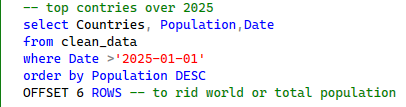 -- top contries over 2025
select Countries, Population,Date
from clean_data
where Date >'2025-01-01'
order by Population DESC
OFFSET 6 ROWS -- to rid world or total population